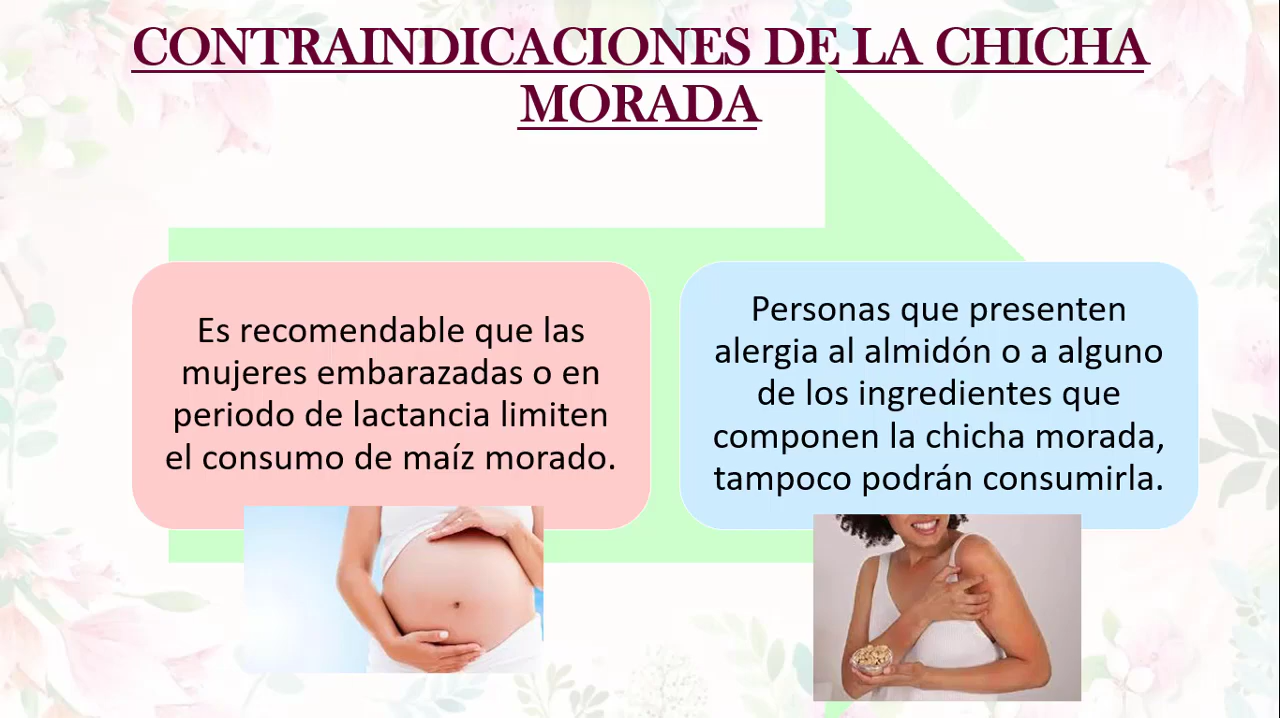 CONTRAINDICACIONES DE LA CHICHA
MORADA
Es recomendable que las
mujeres embarazadas o en
periodo de lactancia limiten
el consumo de maíz morado.
Personas que presenten
alergia al almidón o a alguno
de los ingredientes que
componen la chicha morada,
tampoco podrán consumirla.